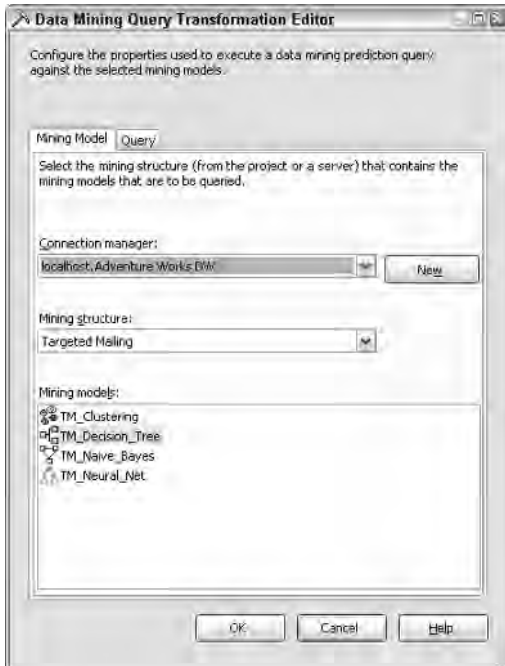 Data Mining Query Transformation Editor
Configure the properties used to execute a data mining prediction query
against the selected mining models.
Mining Model Query
Select the mining structure (from the project or a server) that contains the
mining models that are to be queried.
Connection manager:
localhost.Adventure Works DW
New
Mining structure:
Targeted Mailing
Mining models:
TM_Clustering
TM_Decision_Tree
TM_Naive_Bayes
TM_Neural_Net
OK Cancel Help